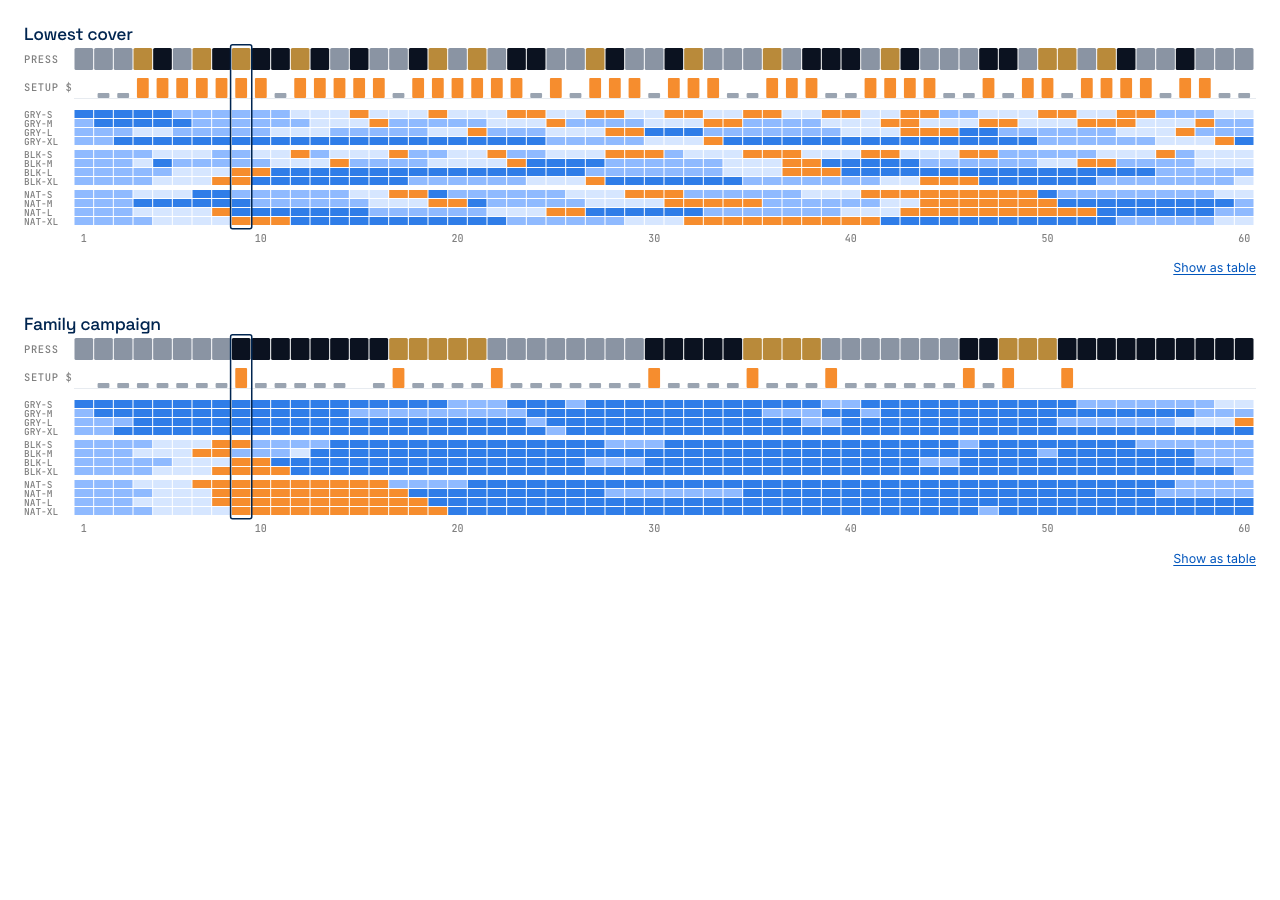 Lowest cover
PRESS
SETUP $
GRY-S
GRY-M
GRY-L
GRY-XL
BLK-S
BLK-M
BLK-L
BLK-XL
NAT-S
NAT-M
NAT-L
NAT-XL
1 10 20 30 40 50 60
Show as table
Family campaign
PRESS
SETUP $
GRY-S
GRY-M
GRY-L
GRY-XL
BLK-S
BLK-M
BLK-L
BLK-XL
NAT-S
NAT-M
NAT-L
NAT-XL
1 10 20 30 40 50 60
Show as table